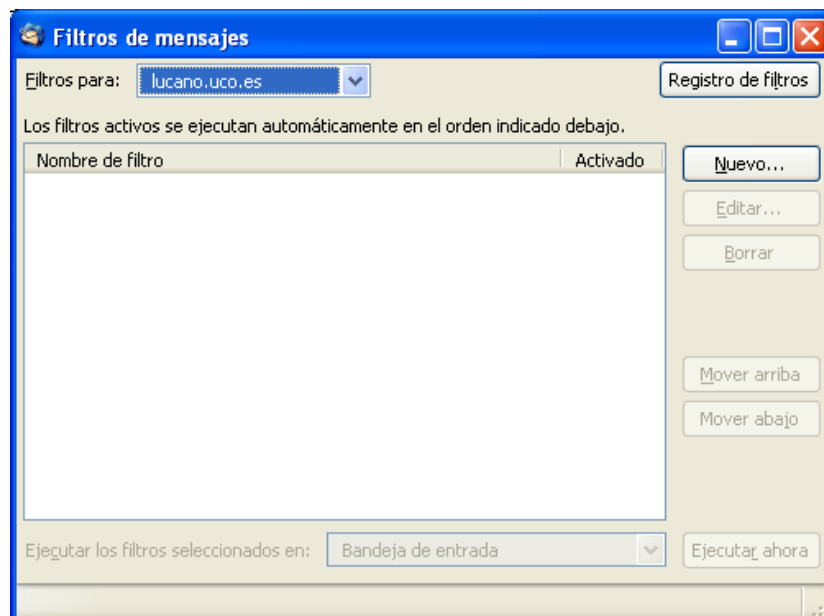 Filtros de mensajes
Filtros para: lucano.uco.es Registro de filtros
Los filtros activos se ejecutan automáticamente en el orden indicado debajo.
Nombre de filtro Activado
Nuevo...
Editar...
Borrar
Mover arriba
Mover abajo
Ejecutar los filtros seleccionados en: Bandeja de entrada Ejecutar ahora